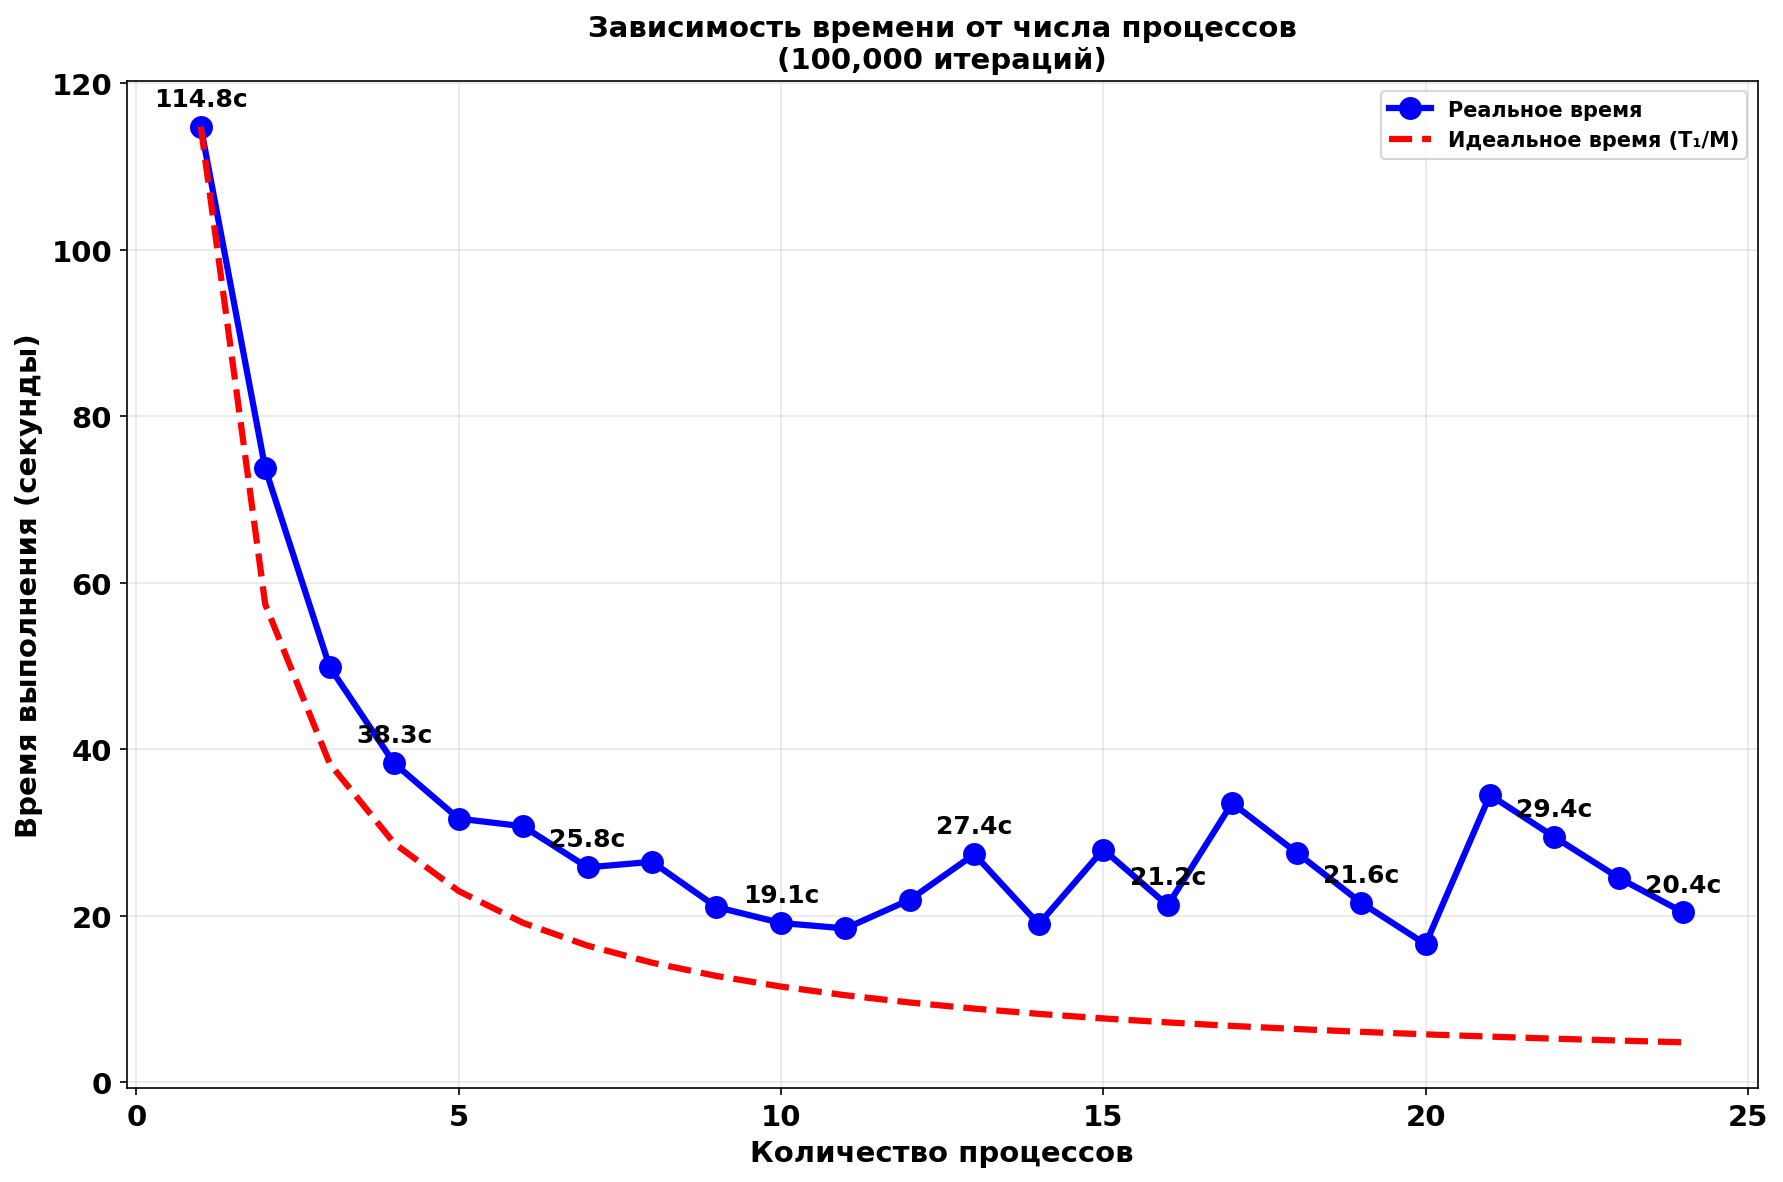 Зависимость времени от числа процессов
(100,000 итераций)
Реальное время
Идеальное время (T₁/M)
Время выполнения (секунды)
120
100
80
60
40
20
0
114.8с
38.3с
25.8с
19.1с
27.4с
21.2с
21.6с
29.4с
20.4с
0 5 10 15 20 25
Количество процессов